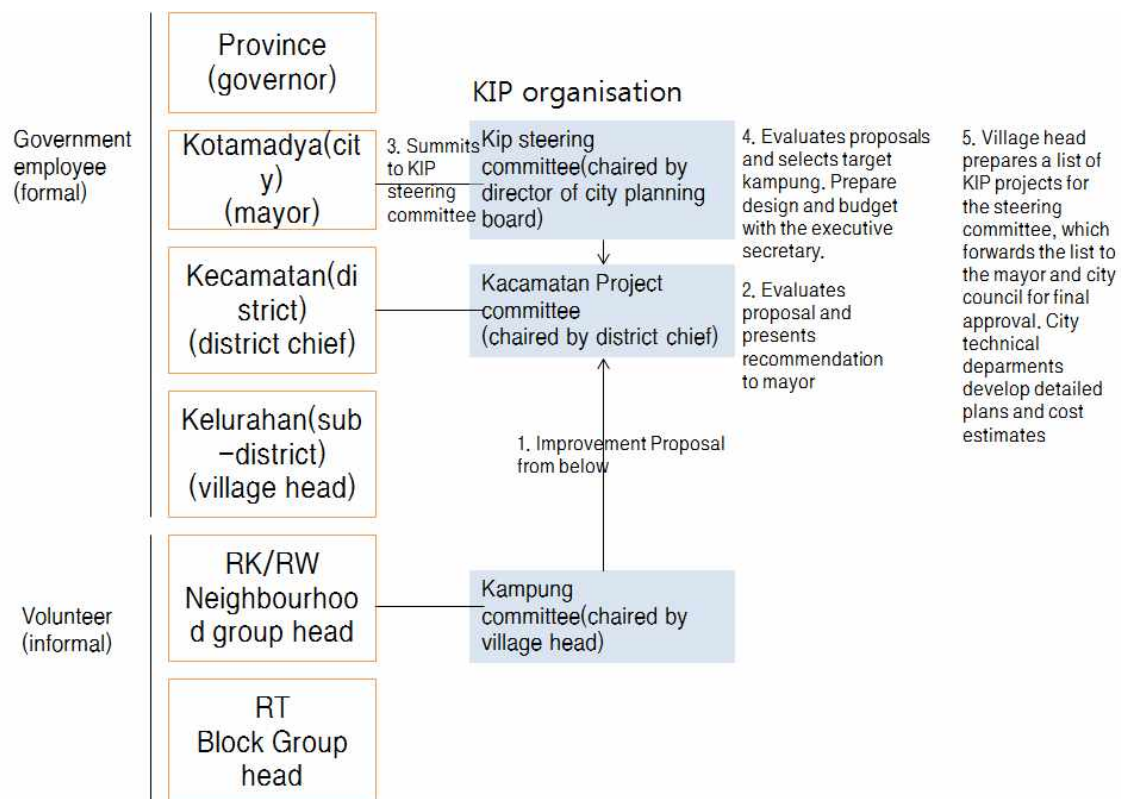 Province
(governor)
KIP organisation
Government
employee
(formal)
Kotamadya(cit
y)
(mayor)
3. Summits
to KIP
steering
committee
Kip steering
committee(chaired by
director of city planning
board)
4. Evaluates proposals
and selects target
kampung. Prepare
design and budget
with the executive
secretary.
5. Village head
prepares a list of
KIP projects for
the steering
committee, which
forwards the list to
the mayor and city
council for final
approval. City
technical
deparments
develop detailed
plans and cost
estimates
Kecamatan(di
strict)
(district chief)
Kacamatan Project
committee
(chaired by district chief)
2. Evaluates
proposal and
presents
recommendation
to mayor
Kelurahan(sub
-district)
(village head)
1. Improvement Proposal
from below
Volunteer
(informal)
RK/RW
Neighbourhoo
d group head
Kampung
committee(chaired by
village head)
RT
Block Group
head